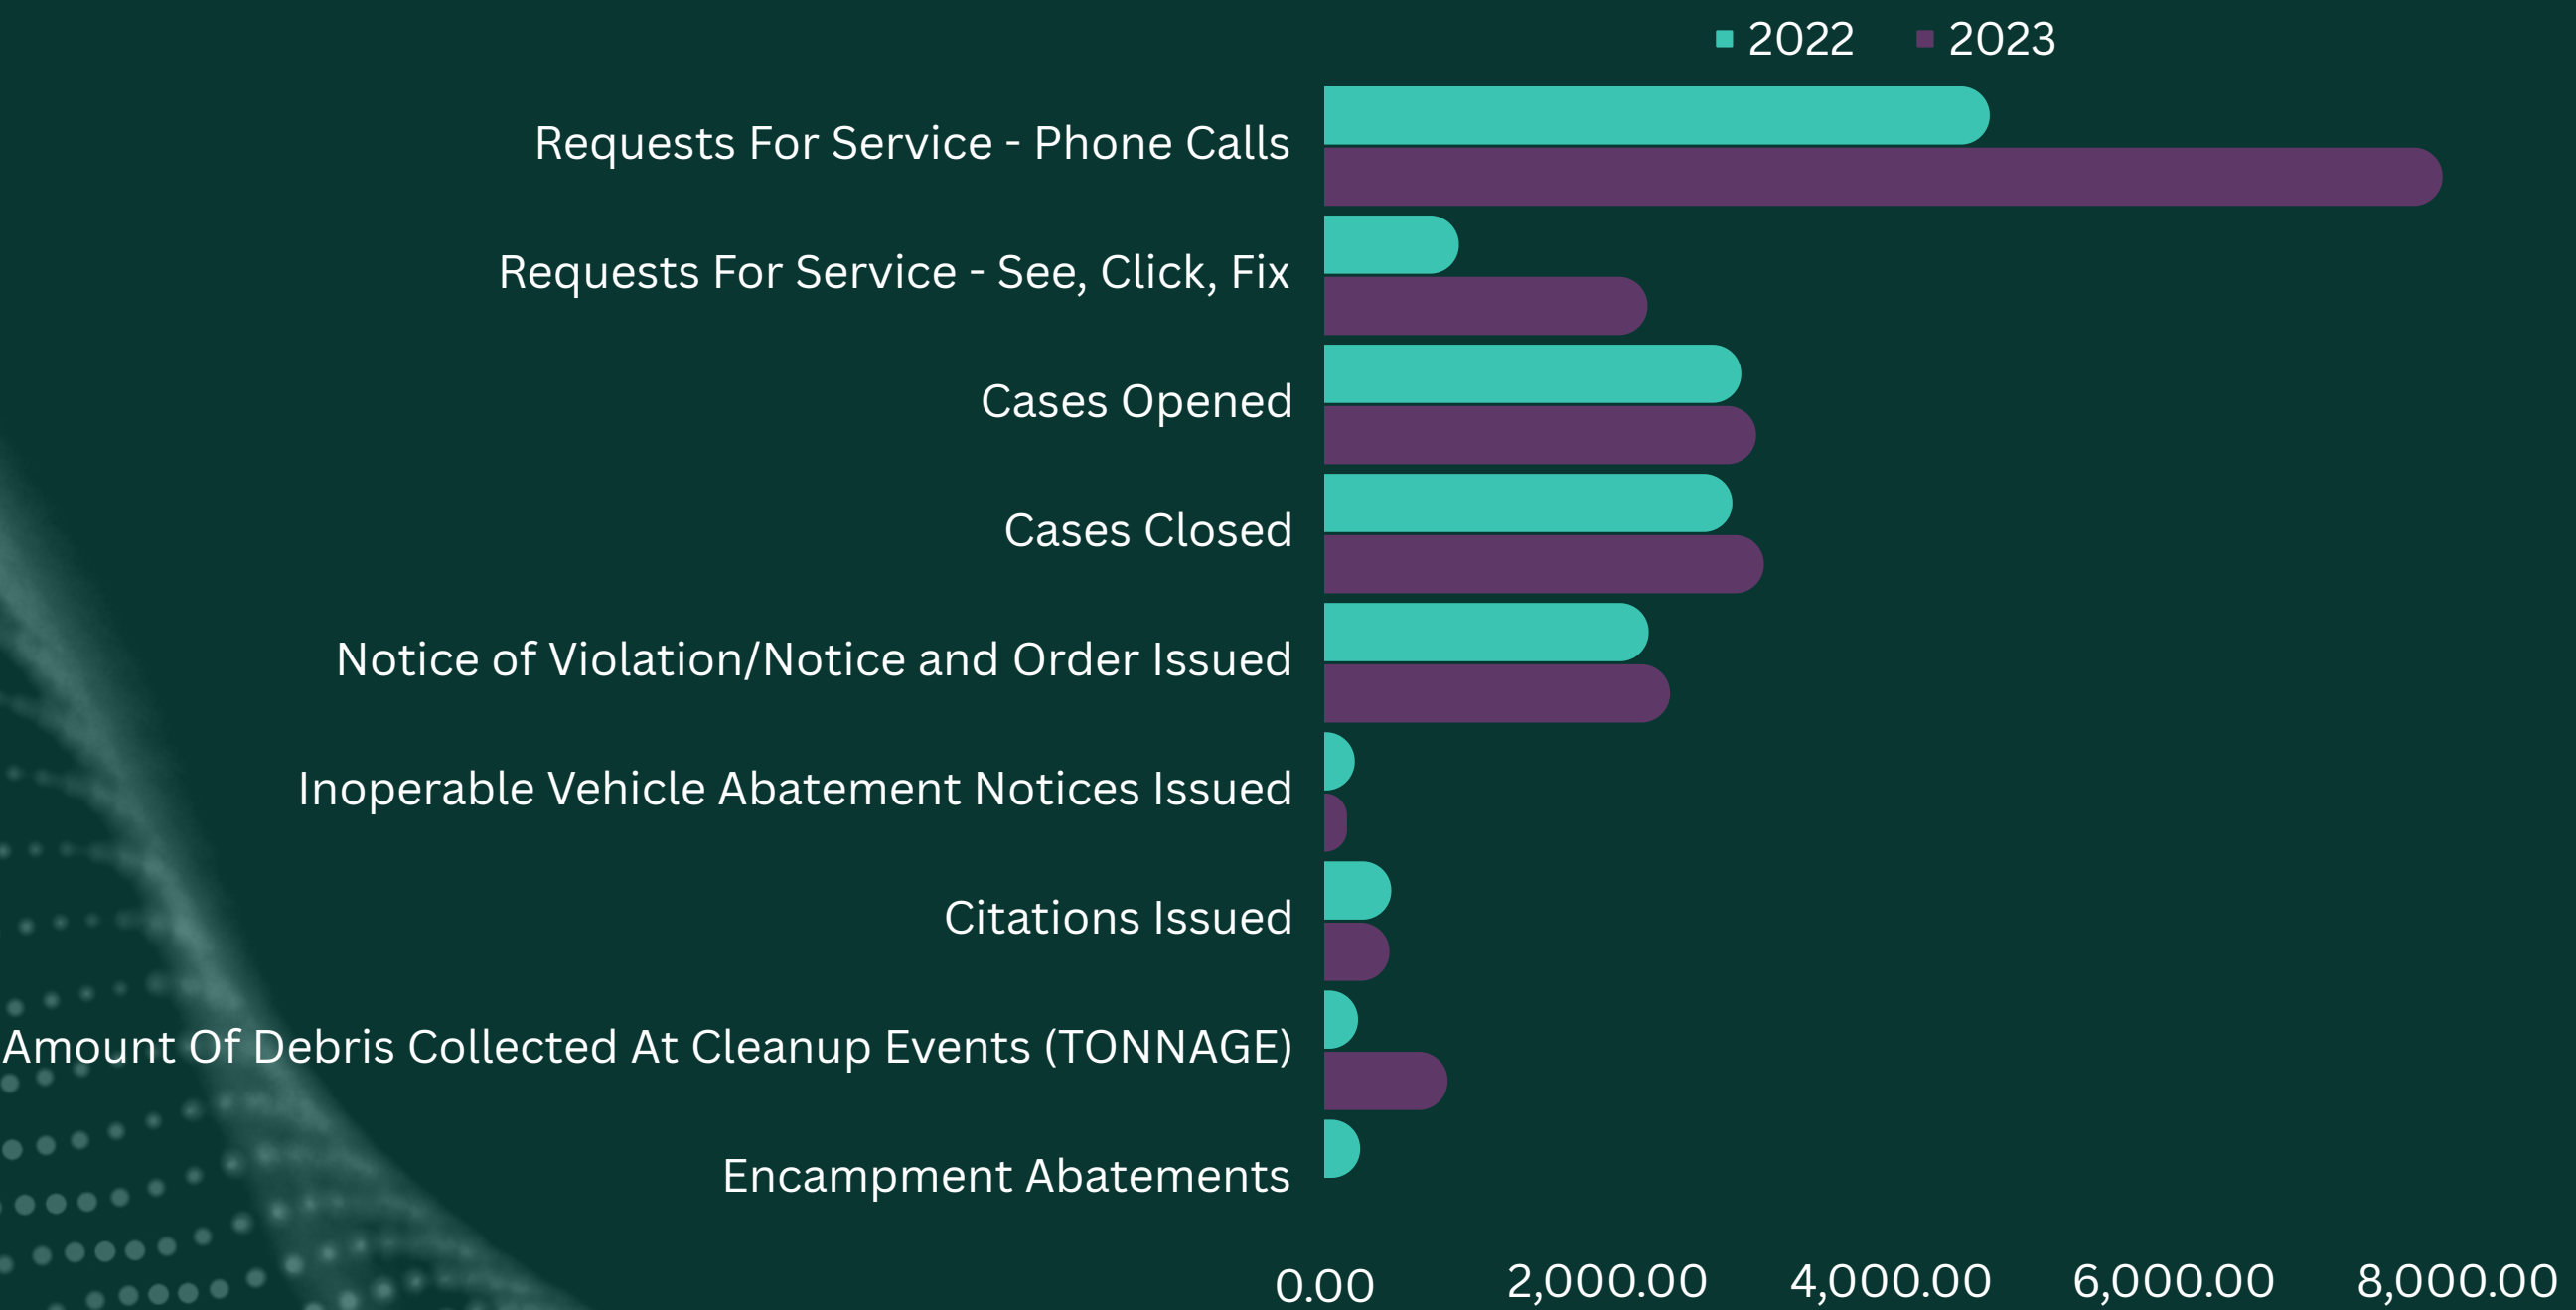 2022 2023
Requests For Service - Phone Calls
Requests For Service - See, Click, Fix
Cases Opened
Cases Closed
Notice of Violation/Notice and Order Issued
Inoperable Vehicle Abatement Notices Issued
Citations Issued
Amount Of Debris Collected At Cleanup Events (TONNAGE)
Encampment Abatements
0.00 2,000.00 4,000.00 6,000.00 8,000.00